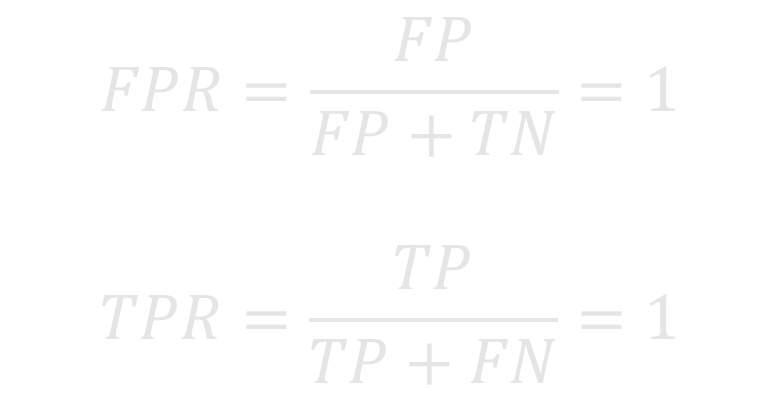 FPR = FP / (FP + TN) = 1
TPR = TP / (TP + FN) = 1